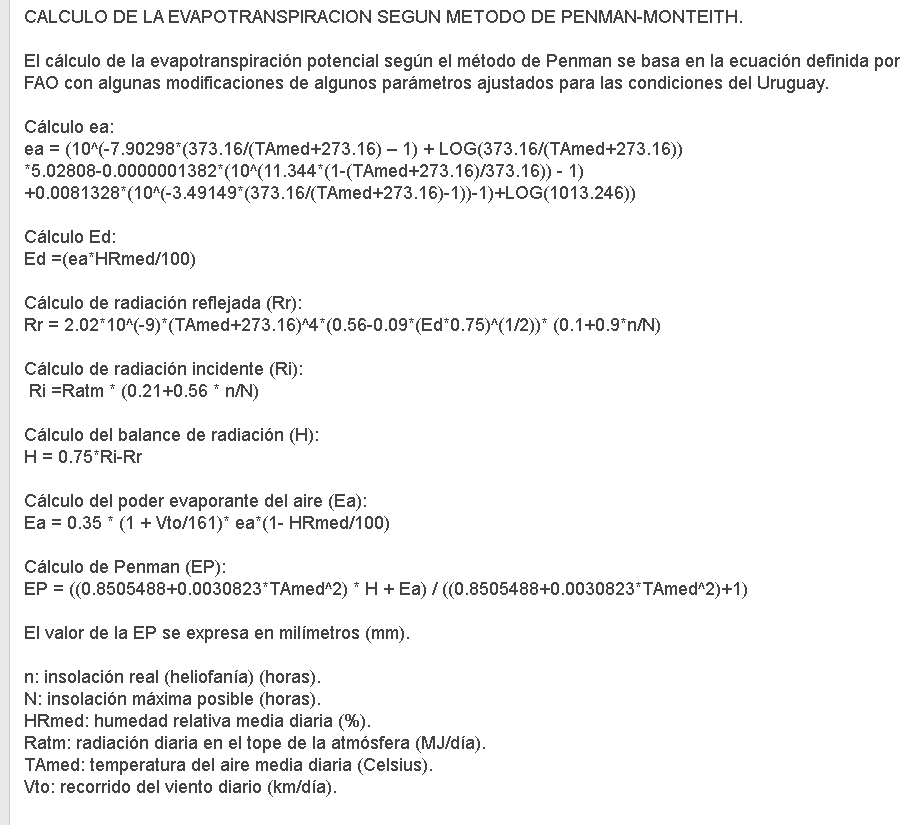 CALCULO DE LA EVAPOTRANSPIRACION SEGUN METODO DE PENMAN-MONTEITH.
El cálculo de la evapotranspiración potencial según el método de Penman se basa en la ecuación definida por
FAO con algunas modificaciones de algunos parámetros ajustados para las condiciones del Uruguay.
Cálculo ea:
ea = (10^(-7.90298*(373.16/(TAmed+273.16) – 1) + LOG(373.16/(TAmed+273.16))
*5.02808-0.0000001382*(10^(11.344*(1-(TAmed+273.16)/373.16)) - 1)
+0.0081328*(10^(-3.49149*(373.16/(TAmed+273.16)-1))-1)+LOG(1013.246))
Cálculo Ed:
Ed =(ea*HRmed/100)
Cálculo de radiación reflejada (Rr):
Rr = 2.02*10^(-9)*(TAmed+273.16)^4*(0.56-0.09*(Ed*0.75)^(1/2))* (0.1+0.9*n/N)
Cálculo de radiación incidente (Ri):
Ri =Ratm * (0.21+0.56 * n/N)
Cálculo del balance de radiación (H):
H = 0.75*Ri-Rr
Cálculo del poder evaporante del aire (Ea):
Ea = 0.35 * (1 + Vto/161)* ea*(1- HRmed/100)
Cálculo de Penman (EP):
EP = ((0.8505488+0.0030823*TAmed^2) * H + Ea) / ((0.8505488+0.0030823*TAmed^2)+1)
El valor de la EP se expresa en milímetros (mm).
n: insolación real (heliofanía) (horas).
N: insolación máxima posible (horas).
HRmed: humedad relativa media diaria (%).
Ratm: radiación diaria en el tope de la atmósfera (MJ/día).
TAmed: temperatura del aire media diaria (Celsius).
Vto: recorrido del viento diario (km/día).